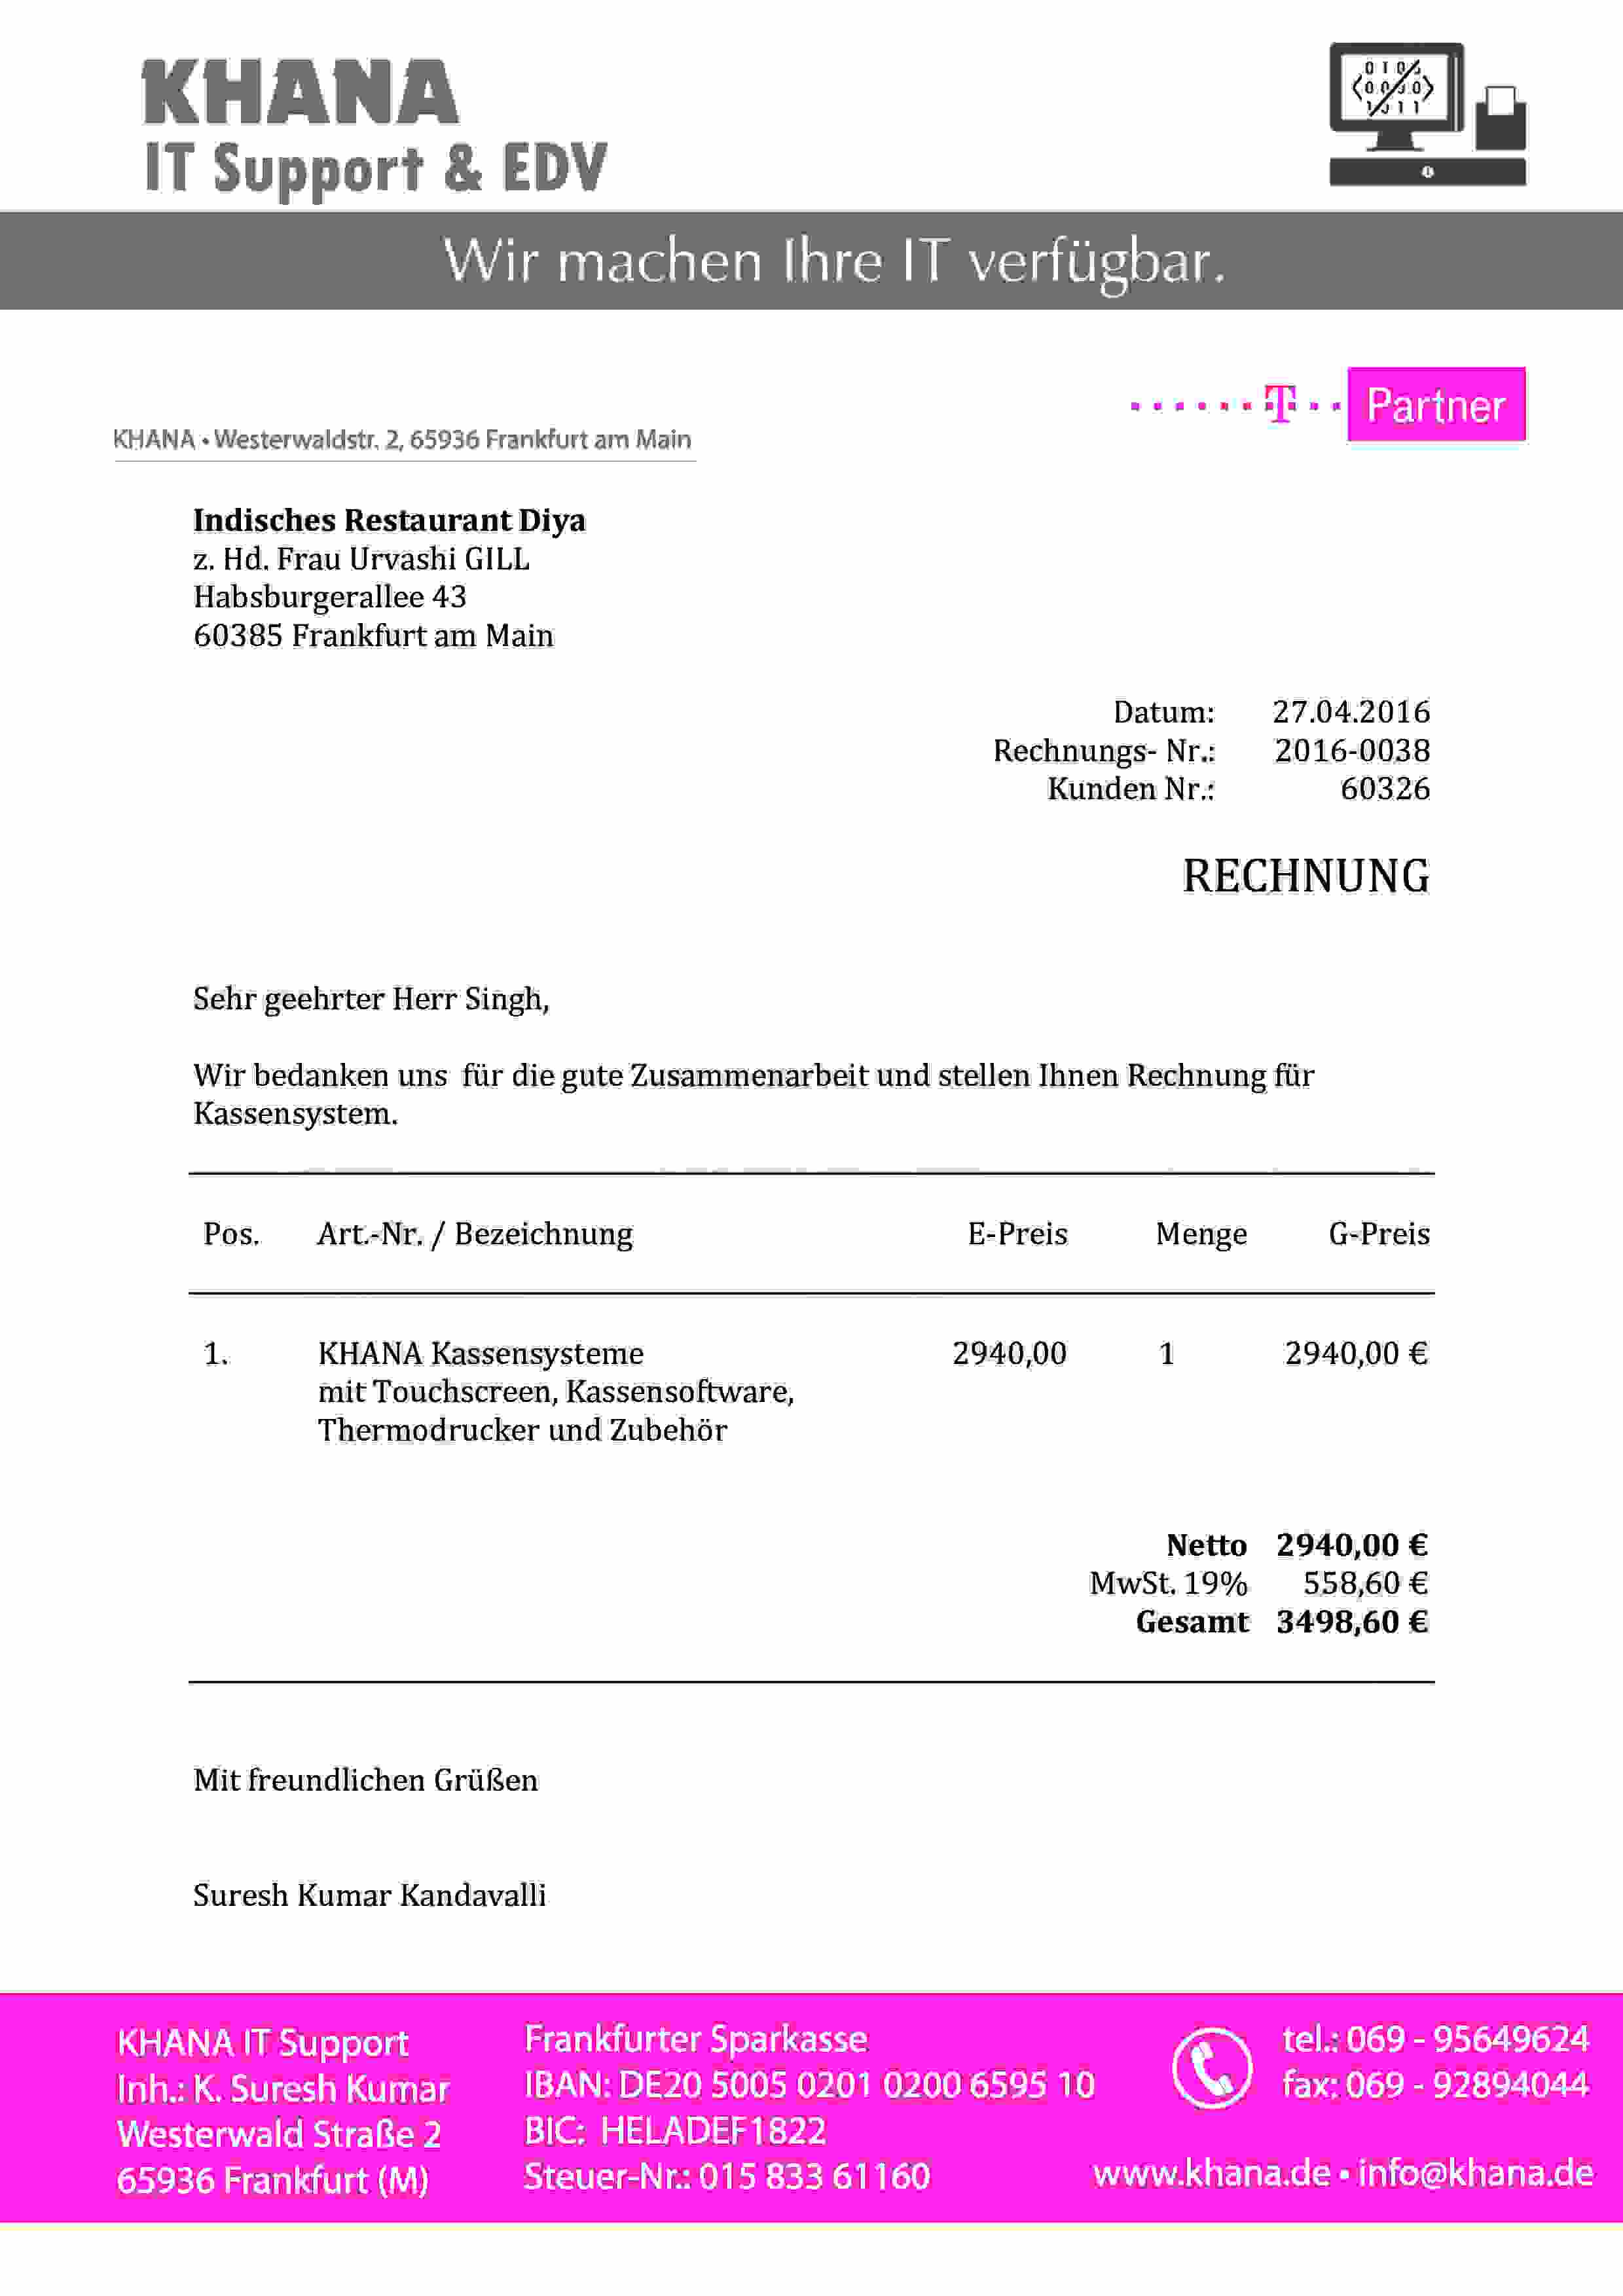 KHANA
IT Support & EDV
Wir machen Ihre IT verfügbar.
T Partner
KHANA • Westerwaldstr. 2, 65936 Frankfurt am Main
Indisches Restaurant Diya
z. Hd. Frau Urvashi GILL
Habsburgerallee 43
60385 Frankfurt am Main
Datum: 27.04.2016
Rechnungs- Nr.: 2016-0038
Kunden Nr.: 60326
RECHNUNG
Sehr geehrter Herr Singh,
Wir bedanken uns für die gute Zusammenarbeit und stellen Ihnen Rechnung für
Kassensystem.
Pos. Art.-Nr. / Bezeichnung E-Preis Menge G-Preis
1. KHANA Kassensysteme 2940,00 1 2940,00 €
mit Touchscreen, Kassensoftware,
Thermodrucker und Zubehör
Netto 2940,00 €
MwSt. 19% 558,60 €
Gesamt 3498,60 €
Mit freundlichen Grüßen
Suresh Kumar Kandavalli
KHANA IT Support
Inh.: K. Suresh Kumar
Westerwald Straße 2
65936 Frankfurt (M)
Frankfurter Sparkasse
IBAN: DE20 5005 0201 0200 6595 10
BIC: HELADEF1822
Steuer-Nr.: 015 833 61160
tel.: 069 - 95649624
fax: 069 - 92894044
www.khana.de • info@khana.de